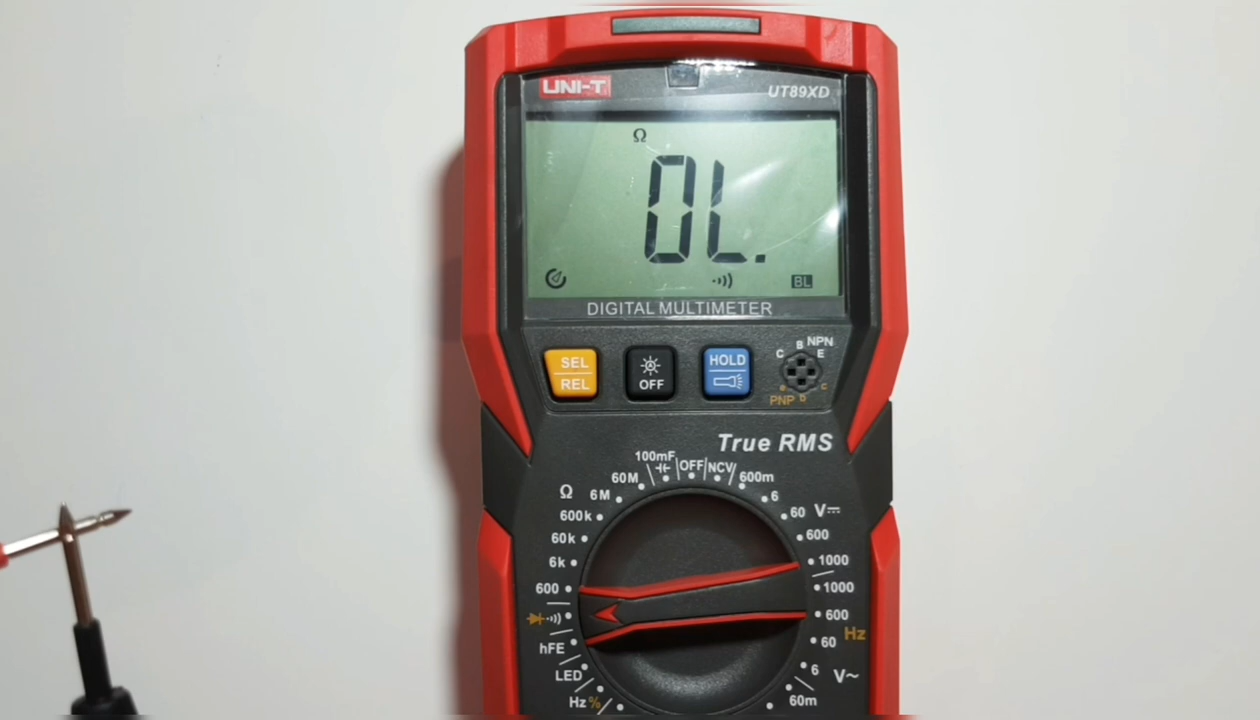 UNI-T
UT89XD
Ω
OL.
BL
DIGITAL MULTIMETER
SEL
REL
OFF
HOLD
NPN
C B E
e b c
PNP
True RMS
100mF
OFF
NCV
600m
60M
6
Ω
6M
60
V
600k
600
60k
1000
6k
1000
600
600
Hz
60
hFE
6
V~
LED
60m
Hz%